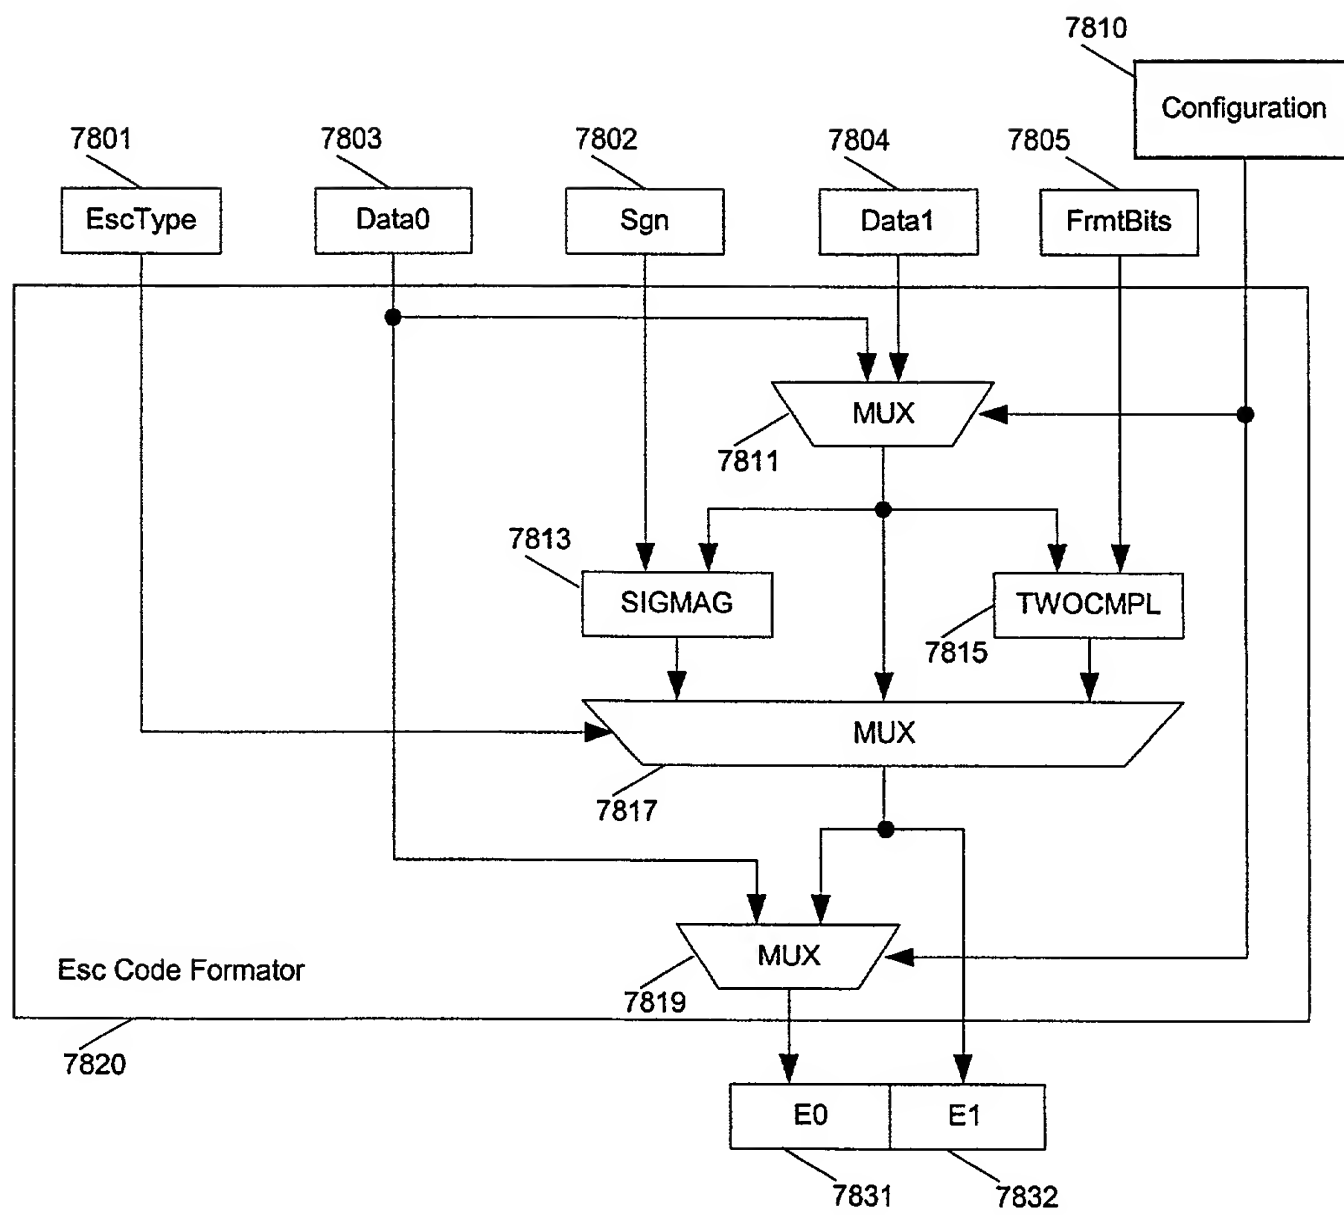 7810
Configuration
7801
7803
7802
7804
7805
EscType
Data0
Sgn
Data1
FrmtBits
MUX
7811
7813
SIGMAG
TWOCMPL
7815
MUX
7817
MUX
Esc Code Formator
7819
7820
E0
E1
7831
7832